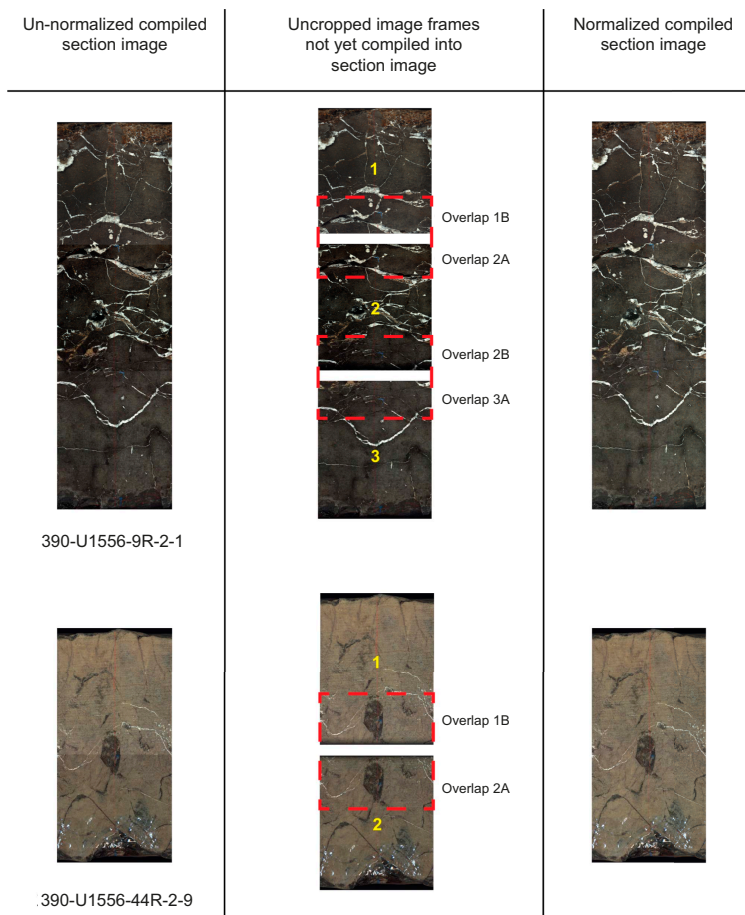 Un-normalized compiled
section image
Uncropped image frames
not yet compiled into
section image
Normalized compiled
section image
1
Overlap 1B
Overlap 2A
2
Overlap 2B
Overlap 3A
3
390-U1556-9R-2-1
1
Overlap 1B
Overlap 2A
2
390-U1556-44R-2-9